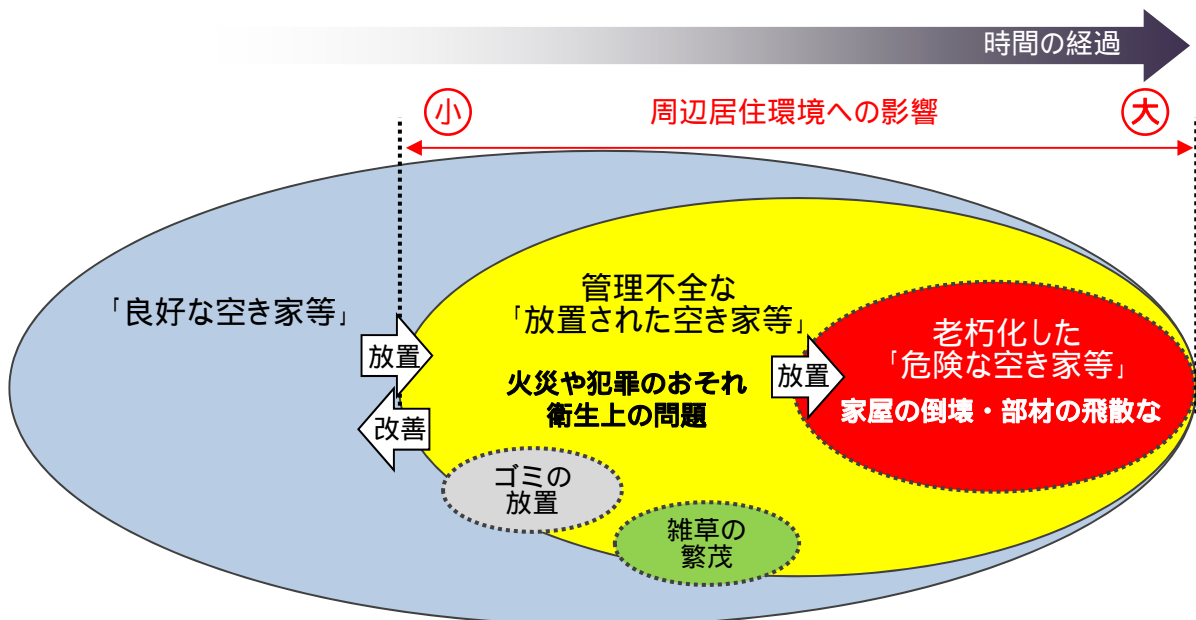 時間の経過
小
周辺居住環境への影響
大
「良好な空き家等」
放置
改善
管理不全な
「放置された空き家等」
火災や犯罪のおそれ
衛生上の問題
放置
老朽化した
「危険な空き家等」
家屋の倒壊・部材の飛散な
ゴミの
放置
雑草の
繁茂